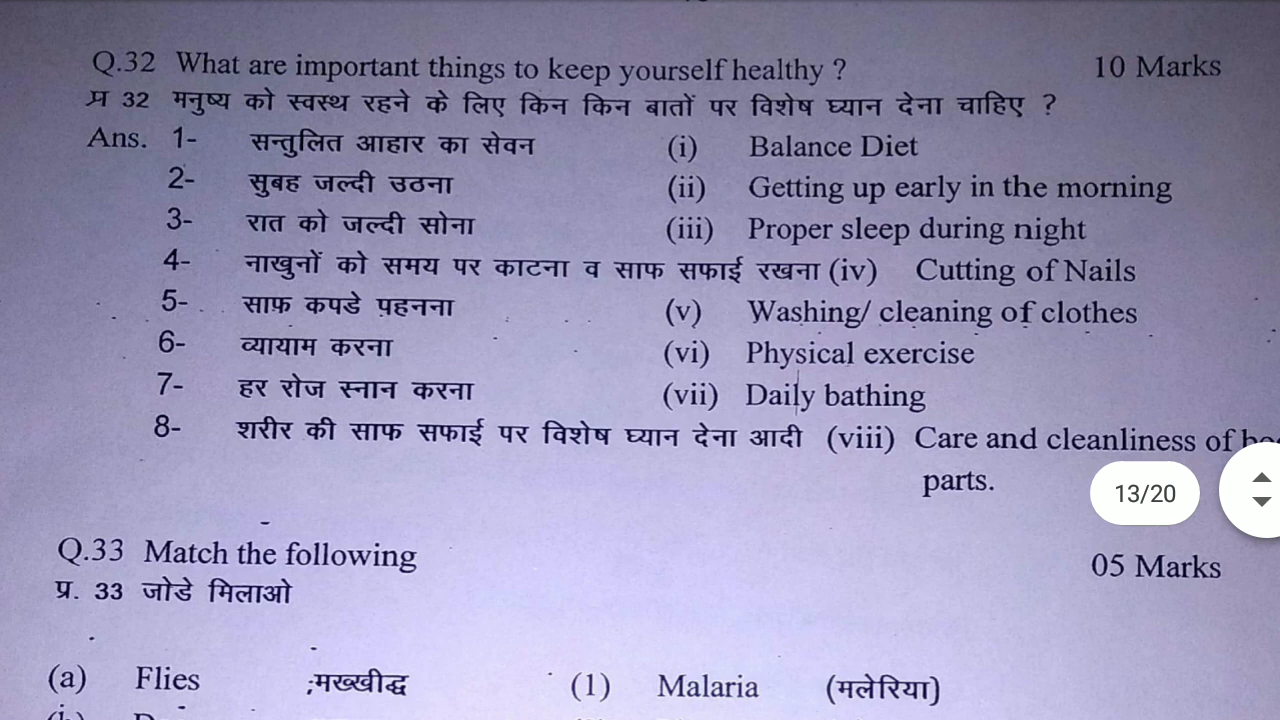 Q.32 What are important things to keep yourself healthy ? 10 Marks
प्र 32 मनुष्य को स्वस्थ रहने के लिए किन किन बातों पर विशेष घ्यान देना चाहिए ?
Ans. 1- सन्तुलित आहार का सेवन (i) Balance Diet
2- सुबह जल्दी उठना (ii) Getting up early in the morning
3- रात को जल्दी सोना (iii) Proper sleep during night
4- नाखुनों को समय पर काटना व साफ सफाई रखना (iv) Cutting of Nails
5- साफ़ कपडे पहनना (v) Washing/ cleaning of clothes
6- व्यायाम करना (vi) Physical exercise
7- हर रोज स्नान करना (vii) Daily bathing
8- शरीर की साफ सफाई पर विशेष घ्यान देना आदी (viii) Care and cleanliness of
parts.
13/20
Q.33 Match the following 05 Marks
प्र. 33 जोडे मिलाओ
(a) Flies ;मख्खीद्ध (1) Malaria (मलेरिया)